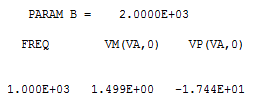 PARAM B = 2.0000E+03
FREQ VM(VA,0) VP(VA,0)
1.000E+03 1.499E+00 -1.744E+01